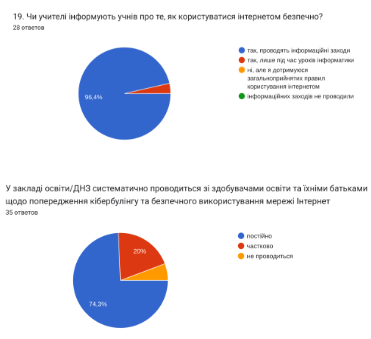 19. Чи учителі інформують учнів про те, як користуватися інтернетом безпечно?
28 ответов
так, проводять інформаційні заходи
так, лише під час уроків інформатики
ні, але я дотримуюся
загальноприйнятих правил
користування інтернетом
інформаційних заходів не проводили
96,4%
У закладі освіти/ДНЗ систематично проводиться зі здобувачами освіти та їхніми батьками
щодо попередження кібербулінгу та безпечного використання мережі Інтернет
35 ответов
постійно
частково
не проводиться
20%
74,3%